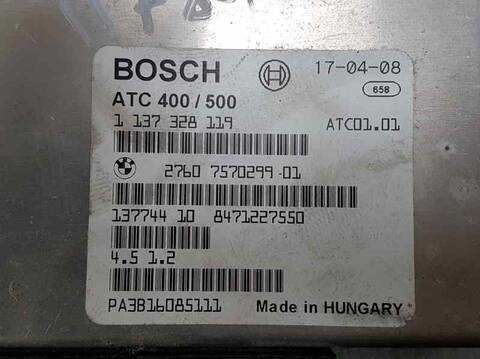 BOSCH 17-04-08
658
ATC 400 / 500
1 137 328 119 ATC01.01
2760 7570299-01
137744 10 8471227550
4.5 1.2
PA3B16085111 Made in HUNGARY